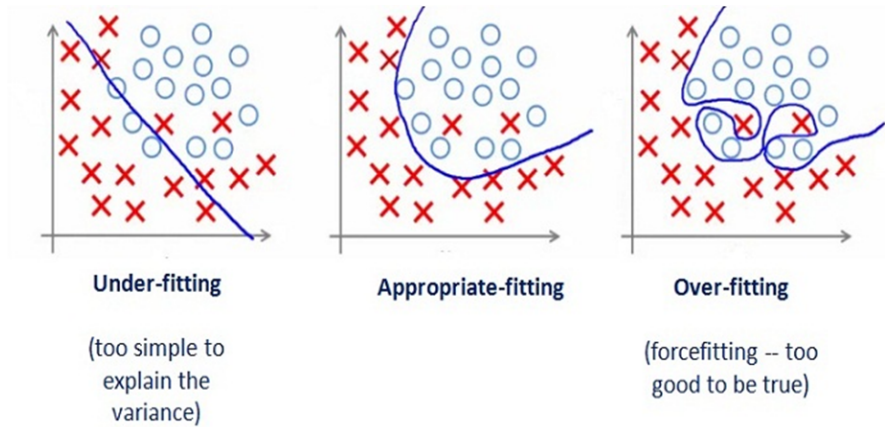 Under-fitting
Appropriate-fitting
Over-fitting
(too simple to
explain the
variance)
(forcefitting -- too
good to be true)